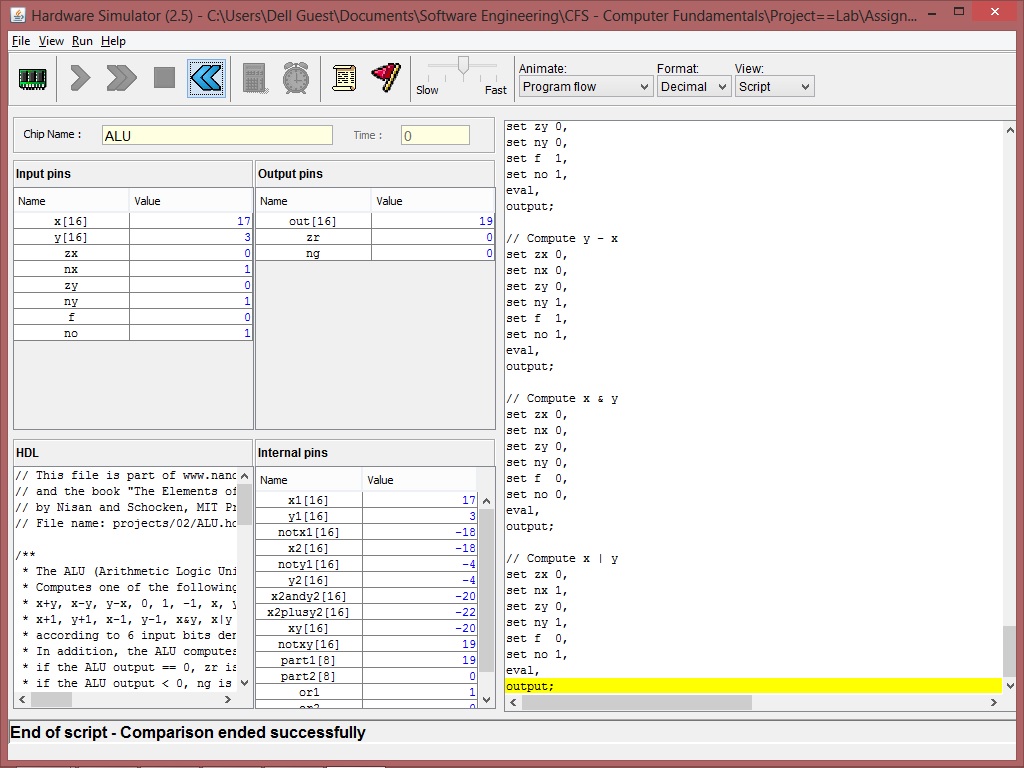 Hardware Simulator (2.5) - C:\Users\Dell Guest\Documents\Software Engineering\CFS - Computer Fundamentals\Project==Lab\Assign...
File View Run Help
Animate: Format: View:
Slow Fast Program flow Decimal Script
Chip Name : ALU Time : 0
Input pins
Name Value
x[16] 17
y[16] 3
zx 0
nx 1
zy 0
ny 1
f 0
no 1
Output pins
Name Value
out[16] 19
zr 0
ng 0
HDL
// This file is part of www.nand
// and the book "The Elements of
// by Nisan and Schocken, MIT Pr
// File name: projects/02/ALU.hd
/**
* The ALU (Arithmetic Logic Uni
* Computes one of the following
* x+y, x-y, y-x, 0, 1, -1, x, y
* x+1, y+1, x-1, y-1, x&y, x|y
* according to 6 input bits den
* In addition, the ALU computes
* if the ALU output == 0, zr is
* if the ALU output < 0, ng is
Internal pins
Name Value
x1[16] 17
y1[16] 3
notx1[16] -18
x2[16] -18
noty1[16] -4
y2[16] -4
x2andy2[16] -20
x2plusy2[16] -22
xy[16] -20
notxy[16] 19
part1[8] 19
part2[8] 0
or1 1
or2 0
set zy 0,
set ny 0,
set f 1,
set no 1,
eval,
output;
// Compute y - x
set zx 0,
set nx 0,
set zy 0,
set ny 1,
set f 1,
set no 1,
eval,
output;
// Compute x & y
set zx 0,
set nx 0,
set zy 0,
set ny 0,
set f 0,
set no 0,
eval,
output;
// Compute x | y
set zx 0,
set nx 1,
set zy 0,
set ny 1,
set f 0,
set no 1,
eval,
output;
End of script - Comparison ended successfully